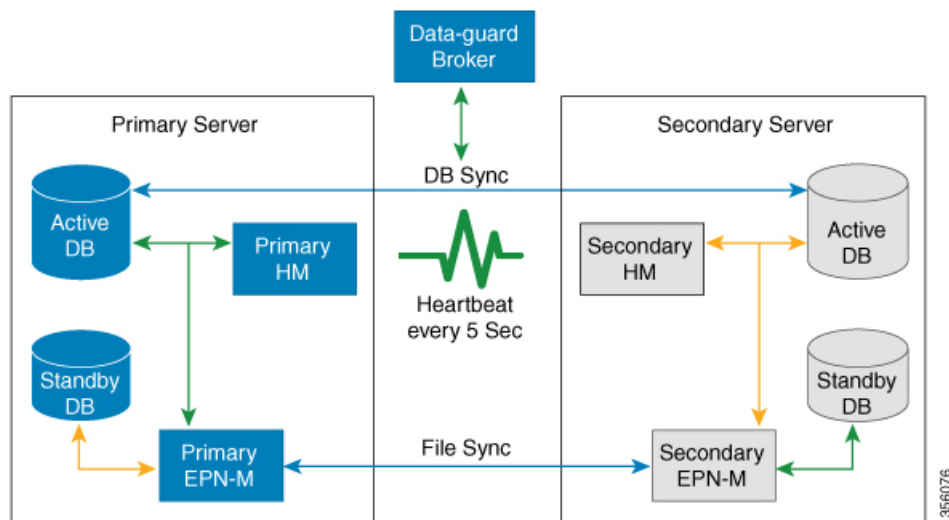 Data-guard
Broker
Primary Server
Secondary Server
DB Sync
Active
DB
Primary
HM
Secondary
HM
Active
DB
Heartbeat
every 5 Sec
Standby
DB
Standby
DB
Primary
EPN-M
File Sync
Secondary
EPN-M
356076